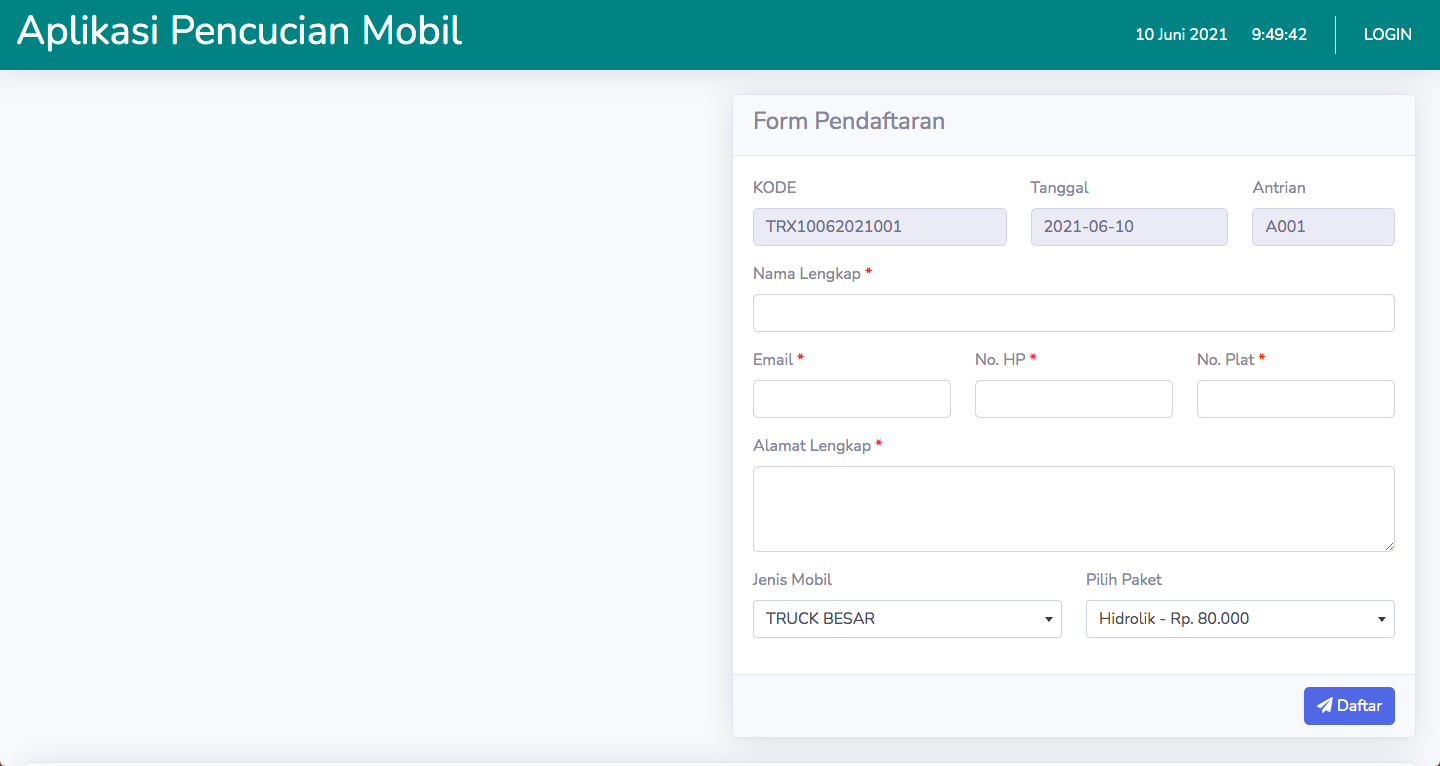 Aplikasi Pencucian Mobil
10 Juni 2021 9:49:42 LOGIN
Form Pendaftaran
KODE Tanggal Antrian
TRX10062021001 2021-06-10 A001
Nama Lengkap *
Email * No. HP * No. Plat *
Alamat Lengkap *
Jenis Mobil Pilih Paket
TRUCK BESAR Hidrolik - Rp. 80.000
Daftar